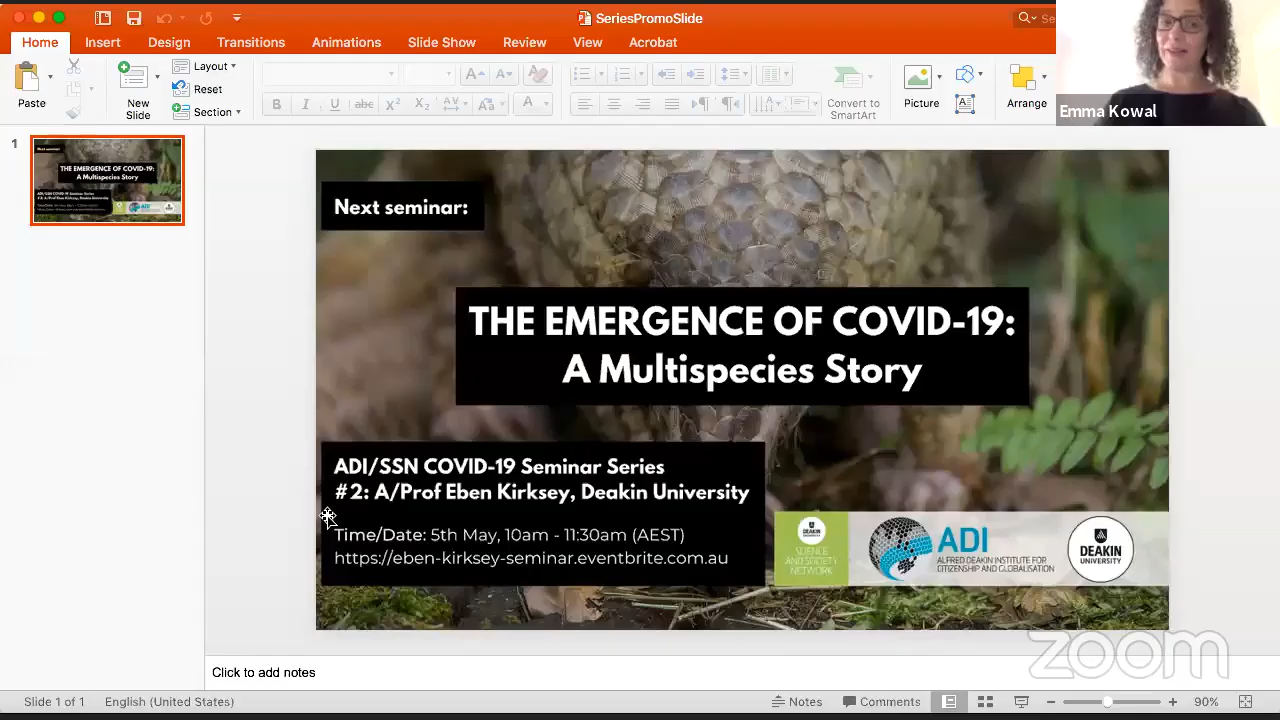 SeriesPromoSlide
Se
Home Insert Design Transitions Animations Slide Show Review View Acrobat
Paste
New
Slide
Layout
Reset
Section
Convert to
SmartArt
Picture
Arrange
Emma Kowal
1
Next seminar:
THE EMERGENCE OF COVID-19:
A Multispecies Story
ADI/SSN COVID-19 Seminar Series
#2: A/Prof Eben Kirksey, Deakin University
Time/Date: 5th May, 10am - 11:30am (AEST)
https://eben-kirksey-seminar.eventbrite.com.au
DEAKIN
SCIENCE
AND SOCIETY
NETWORK
ADI
ALFRED DEAKIN INSTITUTE FOR
CITIZENSHIP AND GLOBALISATION
DEAKIN
UNIVERSITY
zoom
Click to add notes
Slide 1 of 1 English (United States) Notes Comments 90%